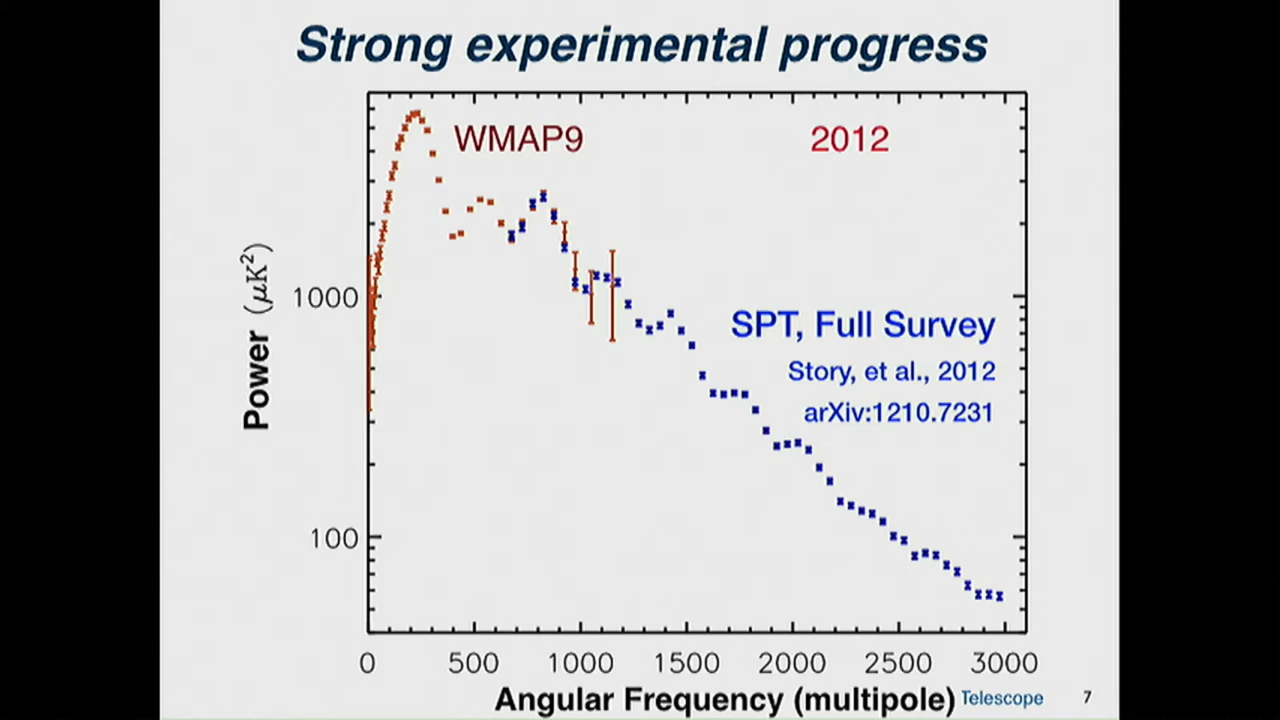 Strong experimental progress
WMAP9
2012
Power (μK²)
1000
100
SPT, Full Survey
Story, et al., 2012
arXiv:1210.7231
0 500 1000 1500 2000 2500 3000
Angular Frequency (multipole)
Telescope
7